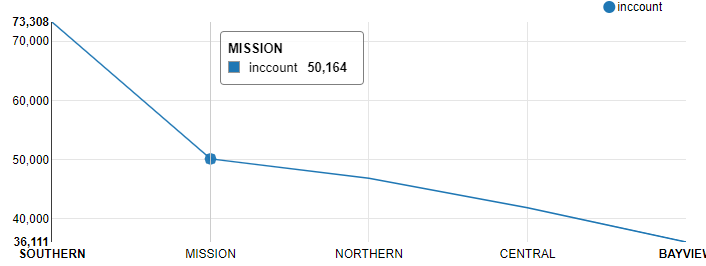 inccount
73,308
70,000
MISSION
inccount 50,164
60,000
50,000
40,000
36,111
SOUTHERN MISSION NORTHERN CENTRAL BAYVIEW